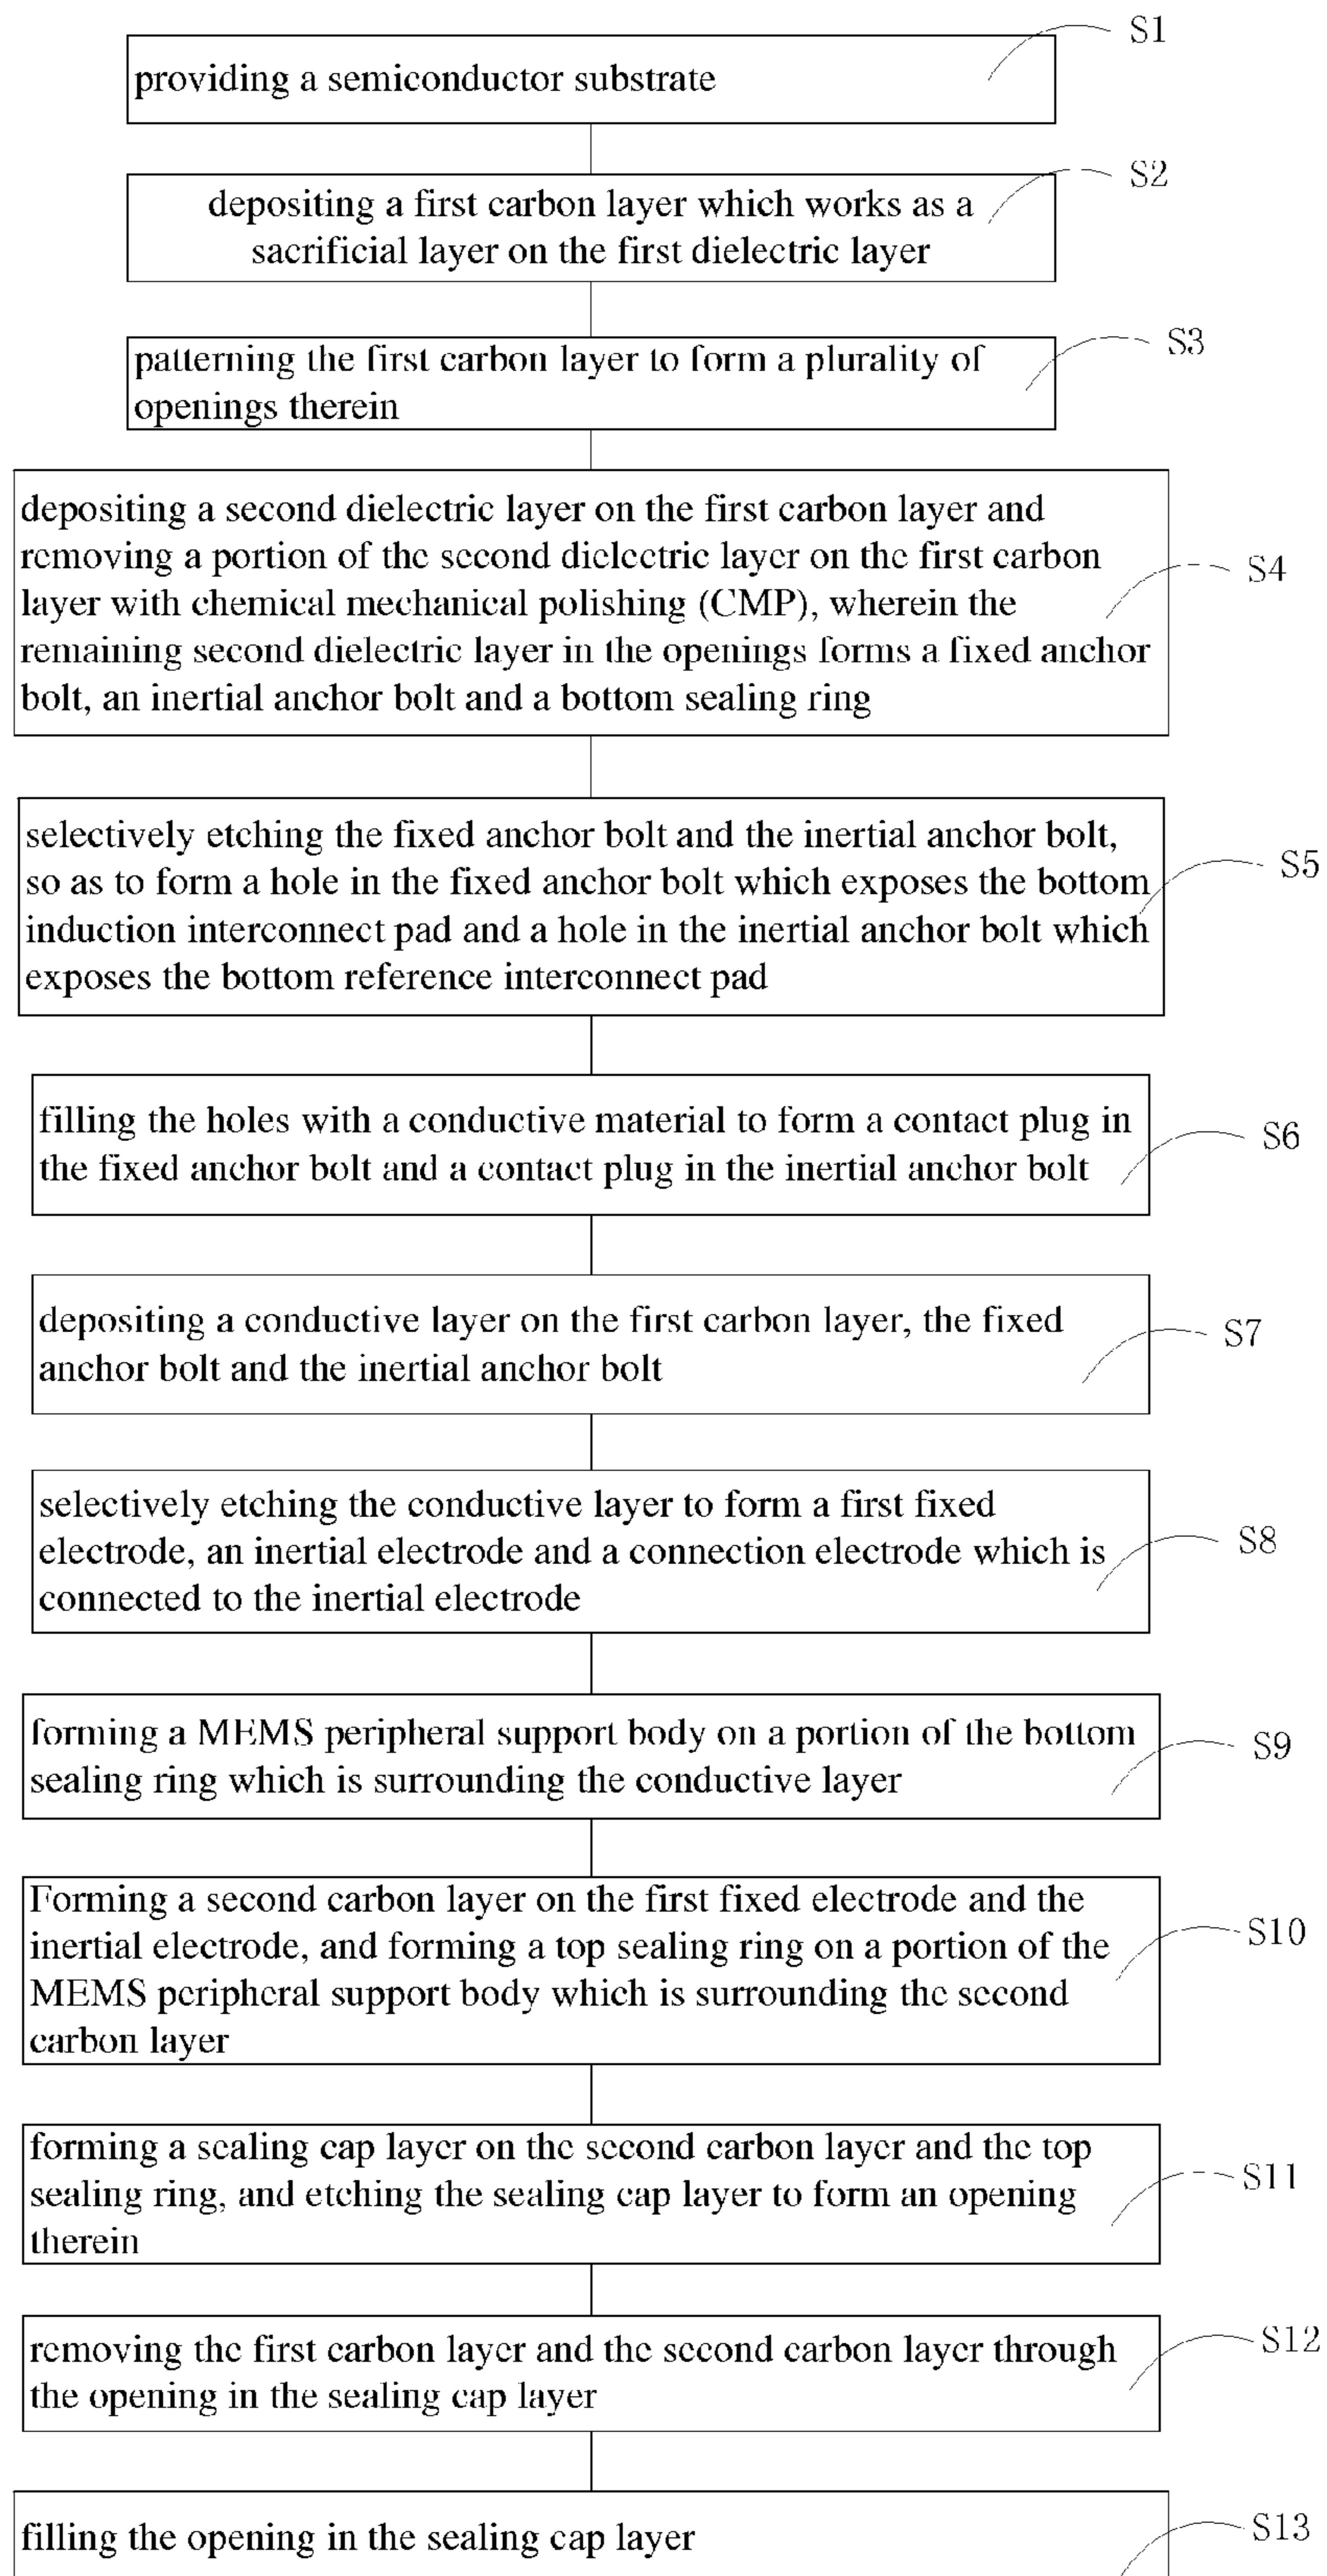 S1
providing a semiconductor substrate
S2
depositing a first carbon layer which works as a
sacrificial layer on the first dielectric layer
S3
patterning the first carbon layer to form a plurality of
openings therein
depositing a second dielectric layer on the first carbon layer and
removing a portion of the second dielectric layer on the first carbon
layer with chemical mechanical polishing (CMP), wherein the
remaining second dielectric layer in the openings forms a fixed anchor
bolt, an inertial anchor bolt and a bottom sealing ring
S4
selectively etching the fixed anchor bolt and the inertial anchor bolt,
so as to form a hole in the fixed anchor bolt which exposes the bottom
induction interconnect pad and a hole in the inertial anchor bolt which
exposes the bottom reference interconnect pad
S5
filling the holes with a conductive material to form a contact plug in
the fixed anchor bolt and a contact plug in the inertial anchor bolt
S6
depositing a conductive layer on the first carbon layer, the fixed
anchor bolt and the inertial anchor bolt
S7
selectively etching the conductive layer to form a first fixed
electrode, an inertial electrode and a connection electrode which is
connected to the inertial electrode
S8
forming a MEMS peripheral support body on a portion of the bottom
sealing ring which is surrounding the conductive layer
S9
Forming a second carbon layer on the first fixed electrode and the
inertial electrode, and forming a top sealing ring on a portion of the
MEMS peripheral support body which is surrounding the second
carbon layer
S10
forming a sealing cap layer on the second carbon layer and the top
sealing ring, and etching the sealing cap layer to form an opening
therein
S11
removing the first carbon layer and the second carbon layer through
the opening in the sealing cap layer
S12
filling the opening in the sealing cap layer
S13